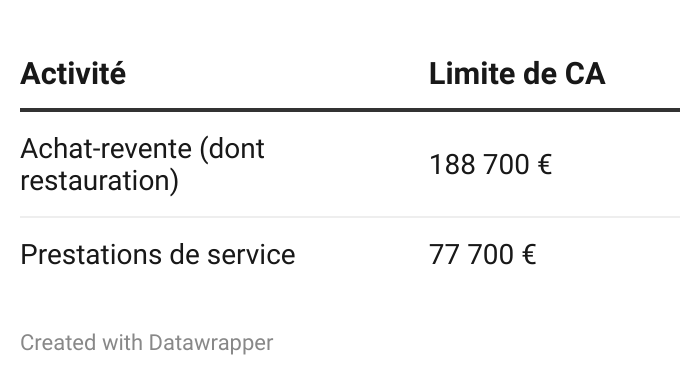 Activité Limite de CA
Achat-revente (dont
restauration)
188 700 €
Prestations de service 77 700 €
Created with Datawrapper